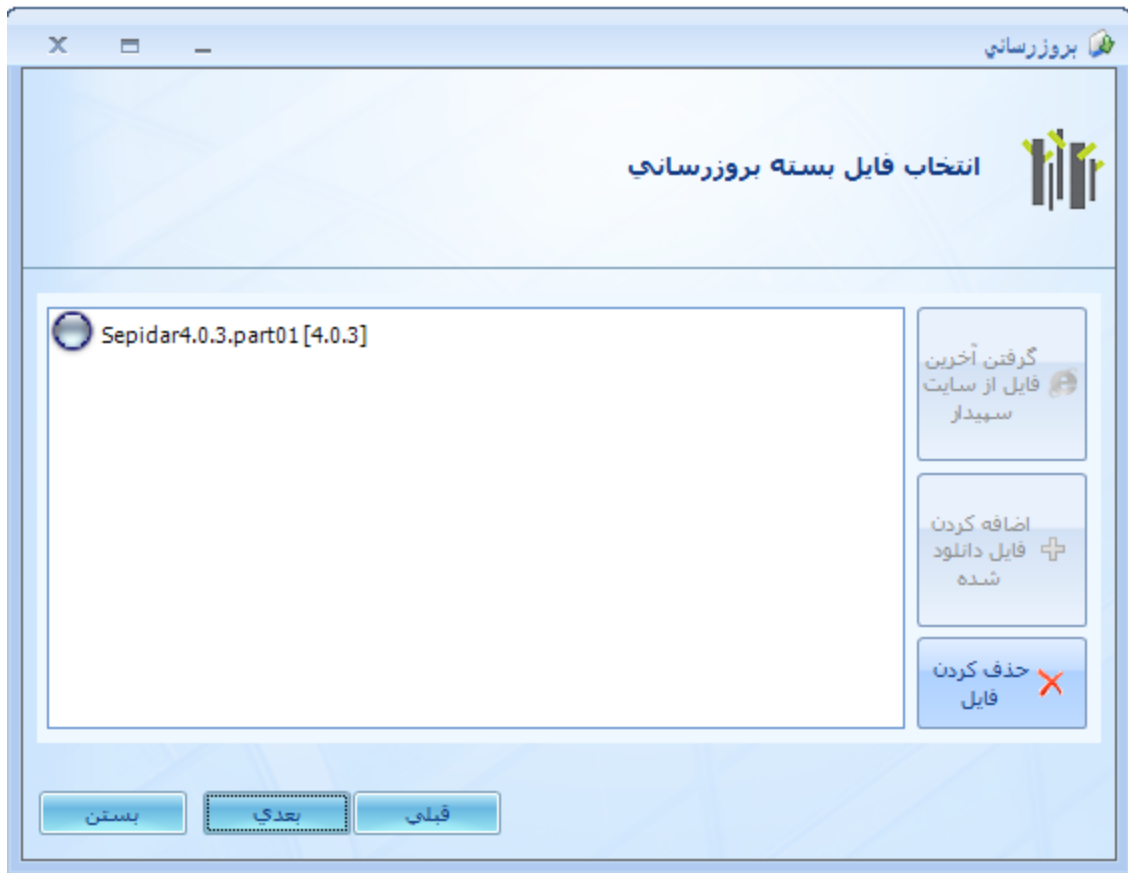 بروزرساني
انتخاب فايل بسته بروزرساني
Sepidar4.0.3.part01 [4.0.3]
گرفتن آخرين
فايل از سايت
سپيدار
اضافه کردن
فايل دانلود
شده
حذف کردن
فايل
قبلي
بعدي
بستن